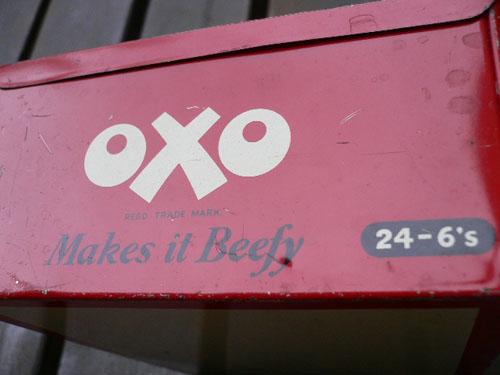 OXO
REGD TRADE MARK
Makes it Beefy
24-6's